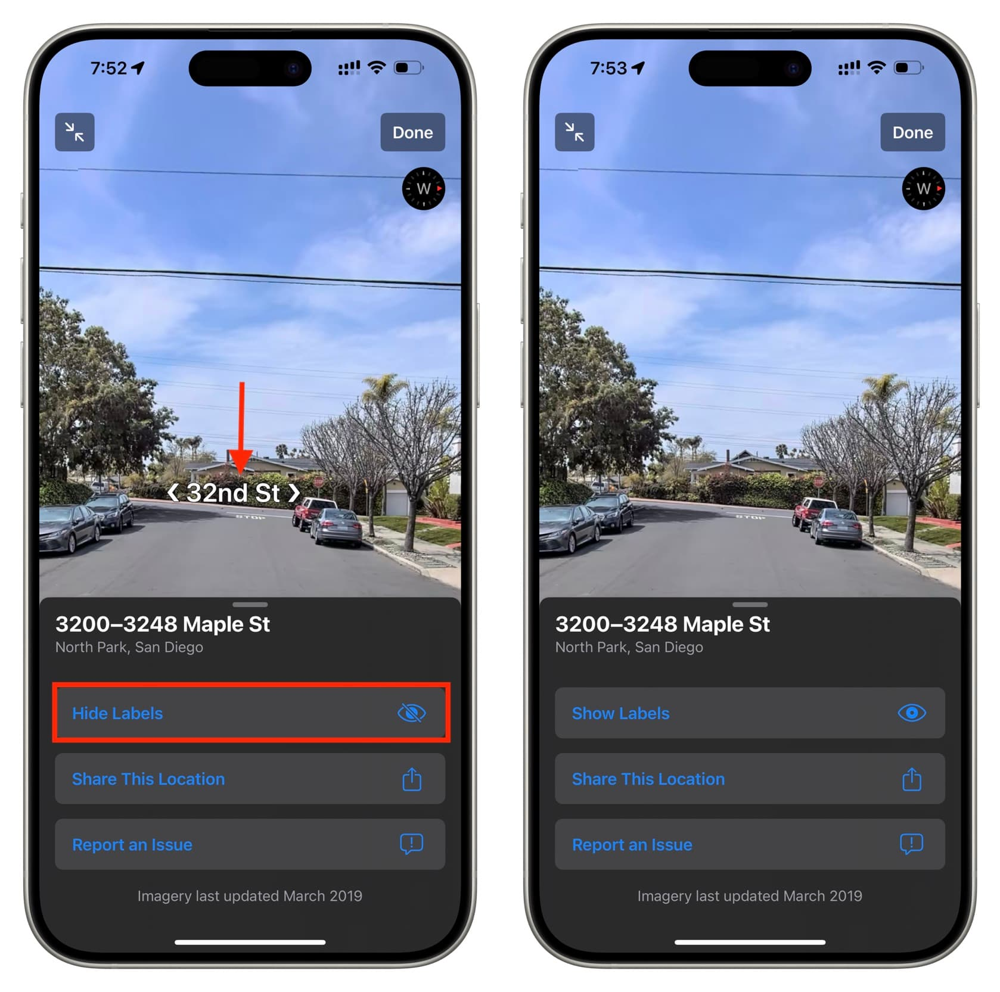 7:52
Done
W
STOP
‹ 32nd St ›
STOP
3200–3248 Maple St
North Park, San Diego
Hide Labels
Share This Location
Report an Issue
Imagery last updated March 2019
7:53
Done
W
STOP
STOP
3200–3248 Maple St
North Park, San Diego
Show Labels
Share This Location
Report an Issue
Imagery last updated March 2019